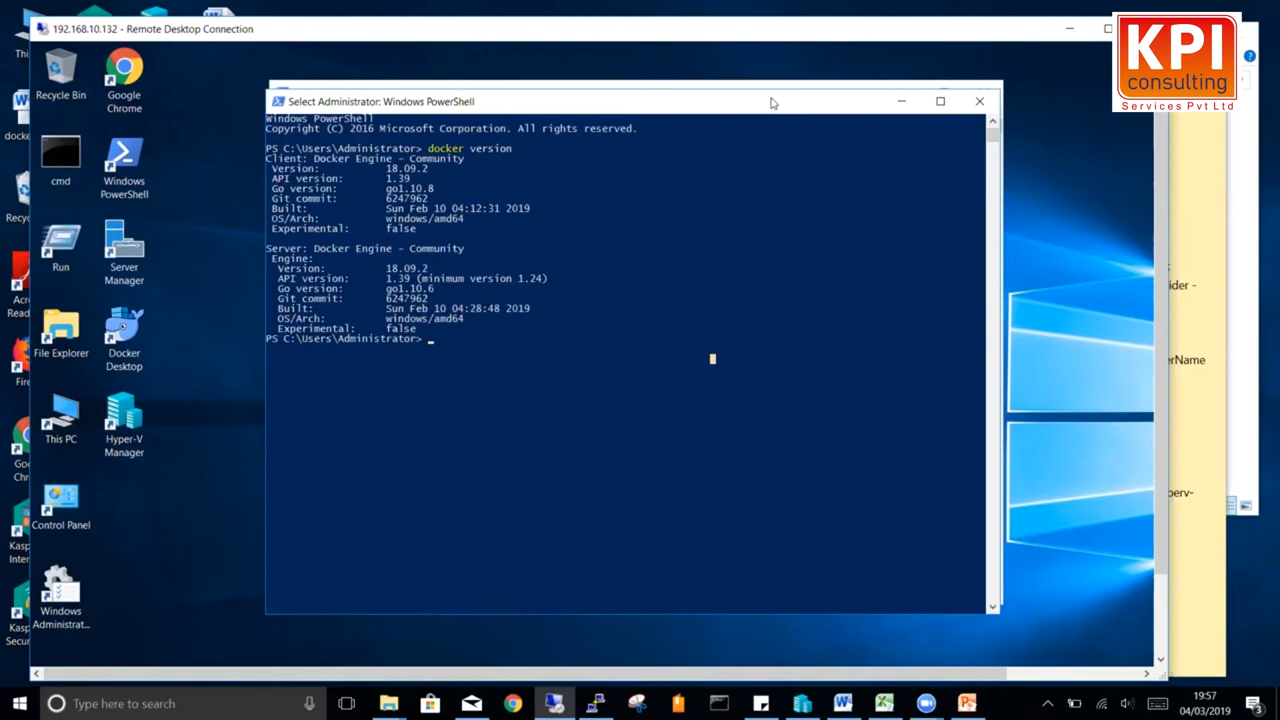 192.168.10.132 - Remote Desktop Connection
KPI
consulting
Services Pvt Ltd
Recycle Bin
Google
Chrome
cmd
Windows
PowerShell
Run
Server
Manager
File Explorer
Docker
Desktop
This PC
Hyper-V
Manager
Control Panel
Windows
Administrat...
Select Administrator: Windows PowerShell
Windows PowerShell
Copyright (C) 2016 Microsoft Corporation. All rights reserved.
PS C:\Users\Administrator> docker version
Client: Docker Engine - Community
Version: 18.09.2
API version: 1.39
Go version: go1.10.8
Git commit: 6247962
Built: Sun Feb 10 04:12:31 2019
OS/Arch: windows/amd64
Experimental: false
Server: Docker Engine - Community
Engine:
Version: 18.09.2
API version: 1.39 (minimum version 1.24)
Go version: go1.10.6
Git commit: 6247962
Built: Sun Feb 10 04:28:48 2019
OS/Arch: windows/amd64
Experimental: false
PS C:\Users\Administrator>
Type here to search
19:57
04/03/2019
3